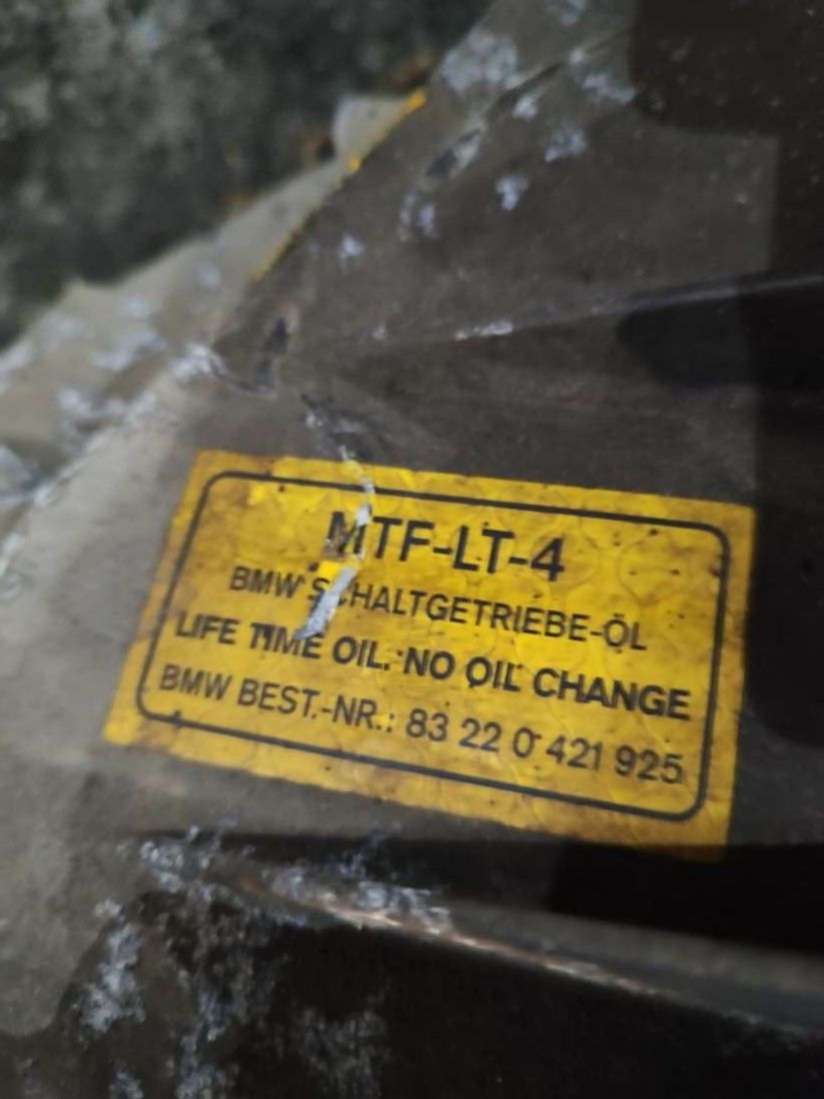 MTF-LT-4
BMW SCHALTGETRIEBE-ÖL
LIFE TIME OIL. NO OIL CHANGE
BMW BEST.-NR.: 83 22 0 421 925